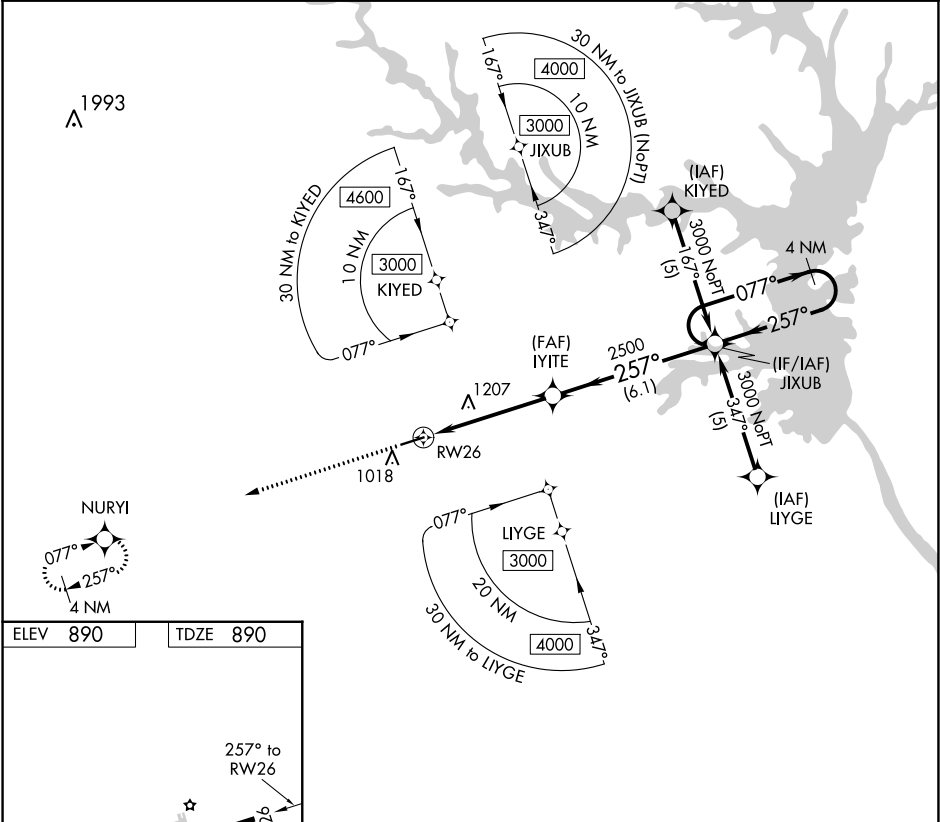 1993
30 NM to JIXUB (NoPT)
4000
167°
10 NM
3000
JIXUB
347°
30 NM to KIYED
4600
167°
10 NM
3000
KIYED
077°
(IAF)
KIYED
3000 NoPT
167°
(5)
4 NM
077°
257°
(IF/IAF)
JIXUB
(FAF)
IYITE
2500
257°
(6.1)
3000 NoPT
347°
(5)
(IAF)
LIYGE
1207
RW26
1018
NURYI
077°
257°
4 NM
077°
LIYGE
3000
20 NM
30 NM to LIYGE
4000
347°
ELEV 890
TDZE 890
257° to
RW26
26